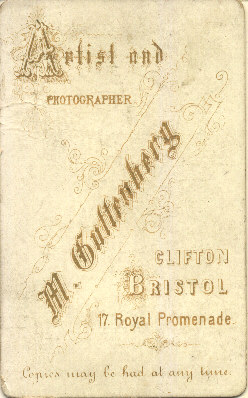 Artist and
PHOTOGRAPHER
M. Guttenberg
CLIFTON
BRISTOL
17. Royal Promenade
Copies may be had at any time.